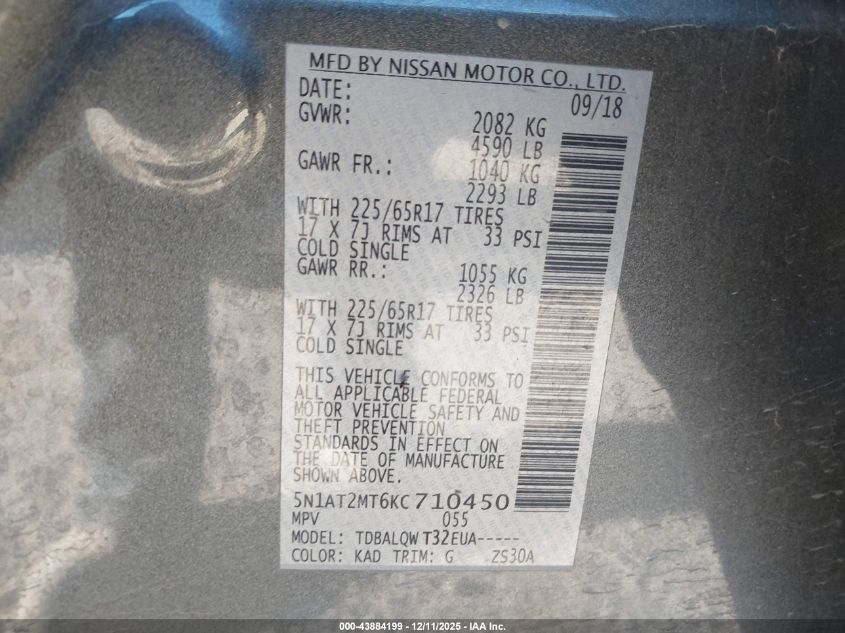 MFD BY NISSAN MOTOR CO., LTD.
DATE: 09/18
GVWR: 2082 KG
4590 LB
GAWR FR.: 1040 KG
2293 LB
WITH 225/65R17 TIRES
17 X 7J RIMS AT 33 PSI
COLD SINGLE
GAWR RR.: 1055 KG
2326 LB
WITH 225/65R17 TIRES
17 X 7J RIMS AT 33 PSI
COLD SINGLE
THIS VEHICLE CONFORMS TO
ALL APPLICABLE FEDERAL
MOTOR VEHICLE SAFETY AND
THEFT PREVENTION
STANDARDS IN EFFECT ON
THE DATE OF MANUFACTURE
SHOWN ABOVE.
5N1AT2MT6KC710450
MPV 055
MODEL: TDBALQWT32EUA-----
COLOR: KAD TRIM: G ZS30A
000-43884199 - 12/11/2025 - IAA Inc.